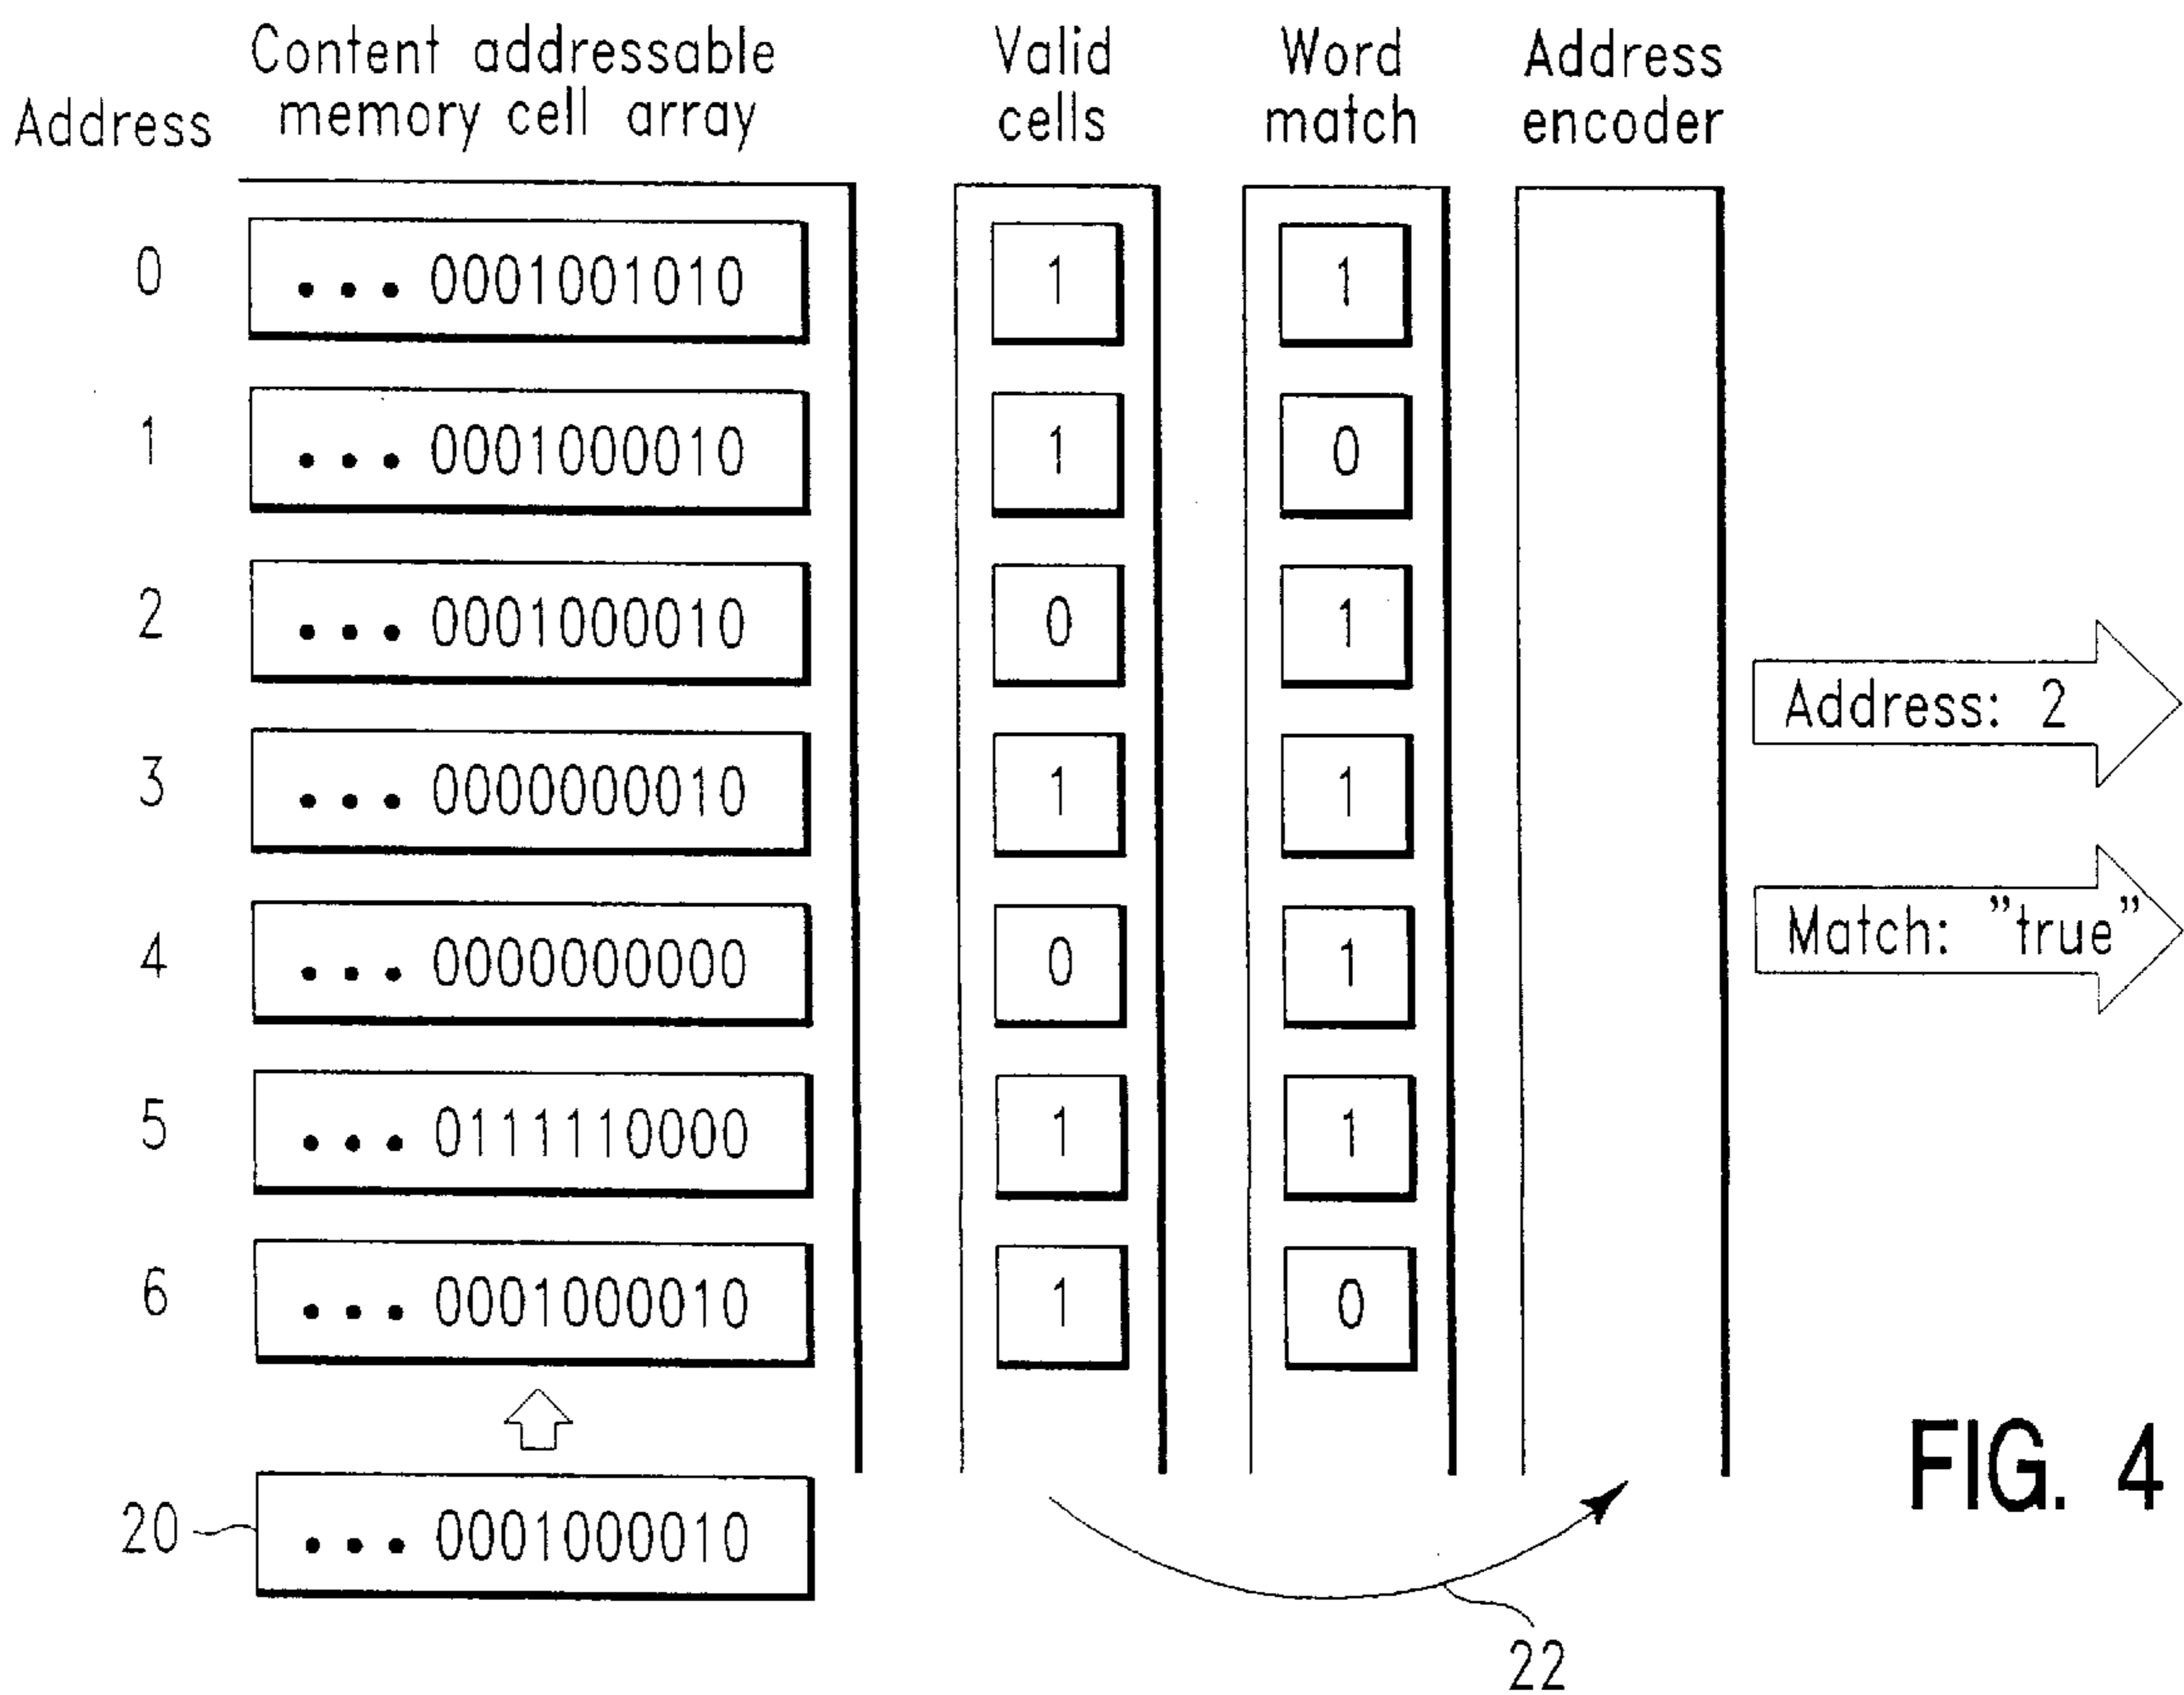 Content addressable
memory cell array
Valid
cells
Word
match
Address
encoder
Address
0 ... 0001001010 1 1
1 ... 0001000010 1 0
2 ... 0001000010 0 1
Address: 2
3 ... 0000000010 1 1
4 ... 0000000000 0 1
Match: "true"
5 ... 0111110000 1 1
6 ... 0001000010 1 0
FIG. 4
20 ... 0001000010
22